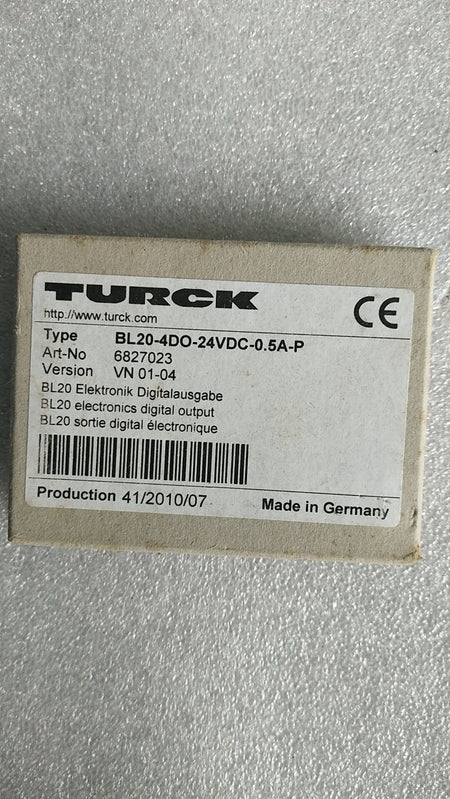 TURCK
CE
http://www.turck.com
Type BL20-4DO-24VDC-0.5A-P
Art-No 6827023
Version VN 01-04
BL20 Elektronik Digitalausgabe
BL20 electronics digital output
BL20 sortie digital électronique
Production 41/2010/07 Made in Germany